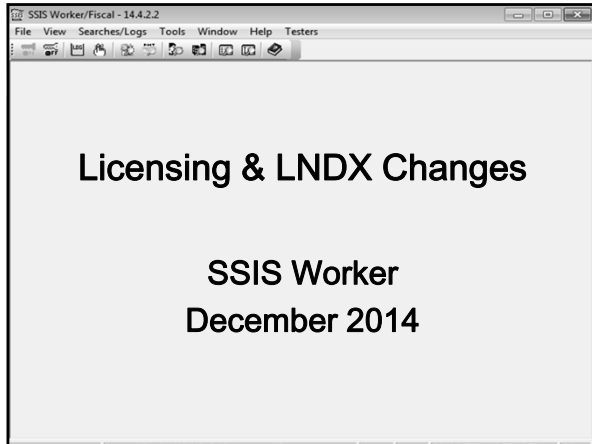 SSIS Worker/Fiscal - 14.4.2.2
File View Searches/Logs Tools Window Help Testers
Licensing & LNDX Changes
SSIS Worker
December 2014